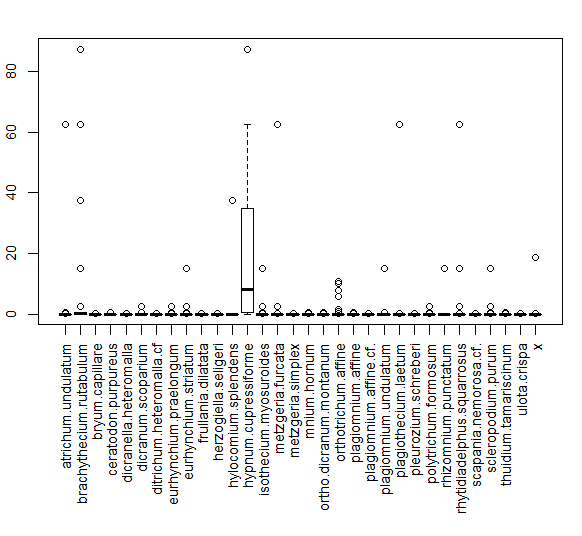 80
60
40
20
0
atrichum.undulatum
brachythecium.rutabulum
bryum.capillare
ceratodon.purpureus
dicranella.heteromalla
dicranum.scoparium
ditrichum.heteromalla.cf
eurhynchium.praelongum
eurhynchium.striatum
frullania.dilatata
herzogiella.seligeri
hylocomium.splendens
hypnum.cupressiforme
isothecium.myosuroides
metzgeria.furcata
metzgeria.simplex
mnium.hornum
ortho.dicranum.montanum
orthotrichum.affine
plagiomnium.affine
plagiomnium.affine.cf.
plagiomnium.undulatum
plagiothecium.laetum
pleurozium.schreberi
polytrichum.formosum
rhizomnium.punctatum
rhytidiadelphus.squarrosus
scapania.nemorosa.cf.
scleropodium.purum
thuidium.tamariscinum
ulota.crispa
x